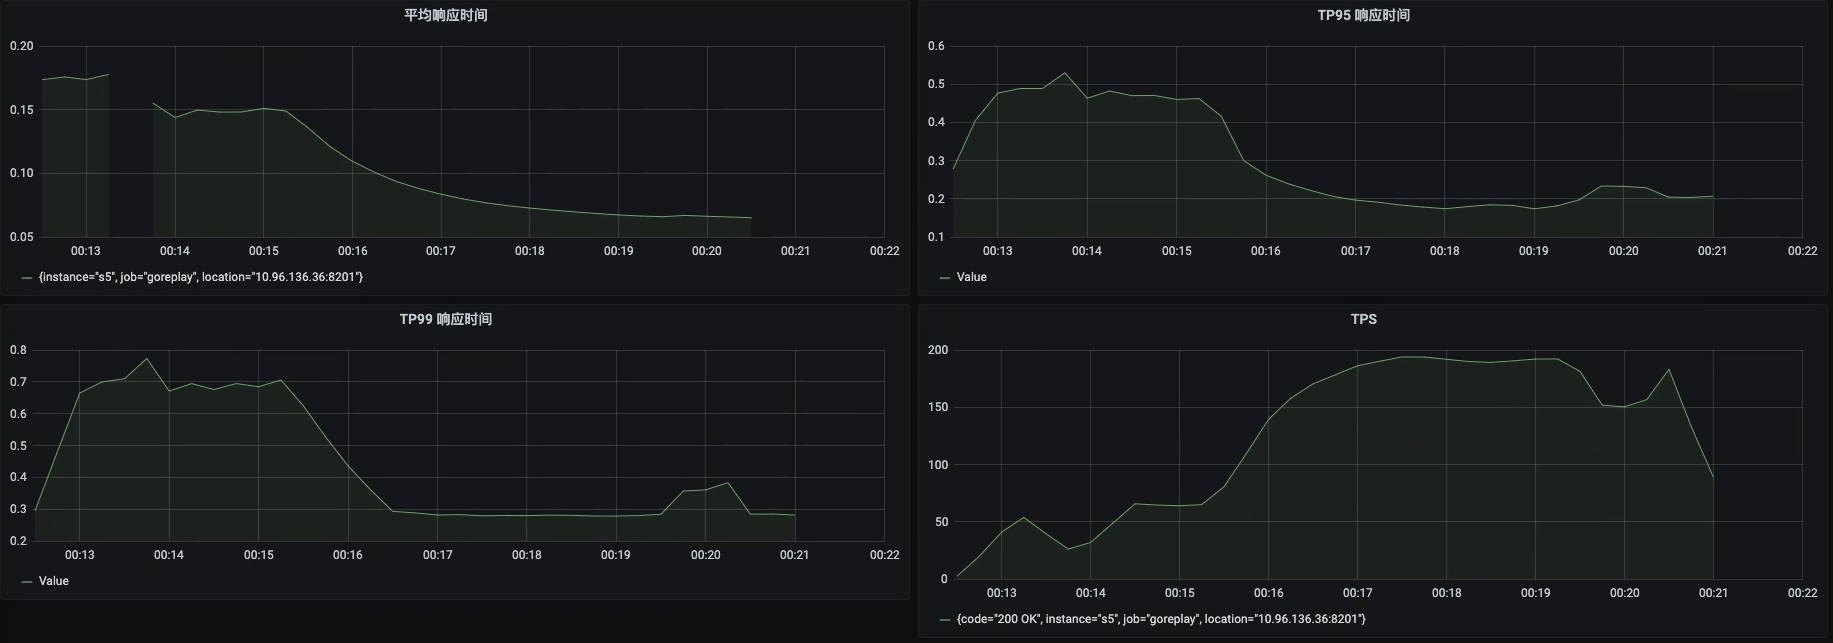 平均响应时间
0.20
0.15
0.10
0.05
00:13 00:14 00:15 00:16 00:17 00:18 00:19 00:20 00:21 00:22
{instance="s5", job="goreplay", location="10.96.136.36:8201"}
TP95 响应时间
0.6
0.5
0.4
0.3
0.2
0.1
00:13 00:14 00:15 00:16 00:17 00:18 00:19 00:20 00:21 00:22
Value
TP99 响应时间
0.8
0.7
0.6
0.5
0.4
0.3
0.2
00:13 00:14 00:15 00:16 00:17 00:18 00:19 00:20 00:21 00:22
Value
TPS
200
150
100
50
0
00:13 00:14 00:15 00:16 00:17 00:18 00:19 00:20 00:21 00:22
{code="200 OK", instance="s5", job="goreplay", location="10.96.136.36:8201"}